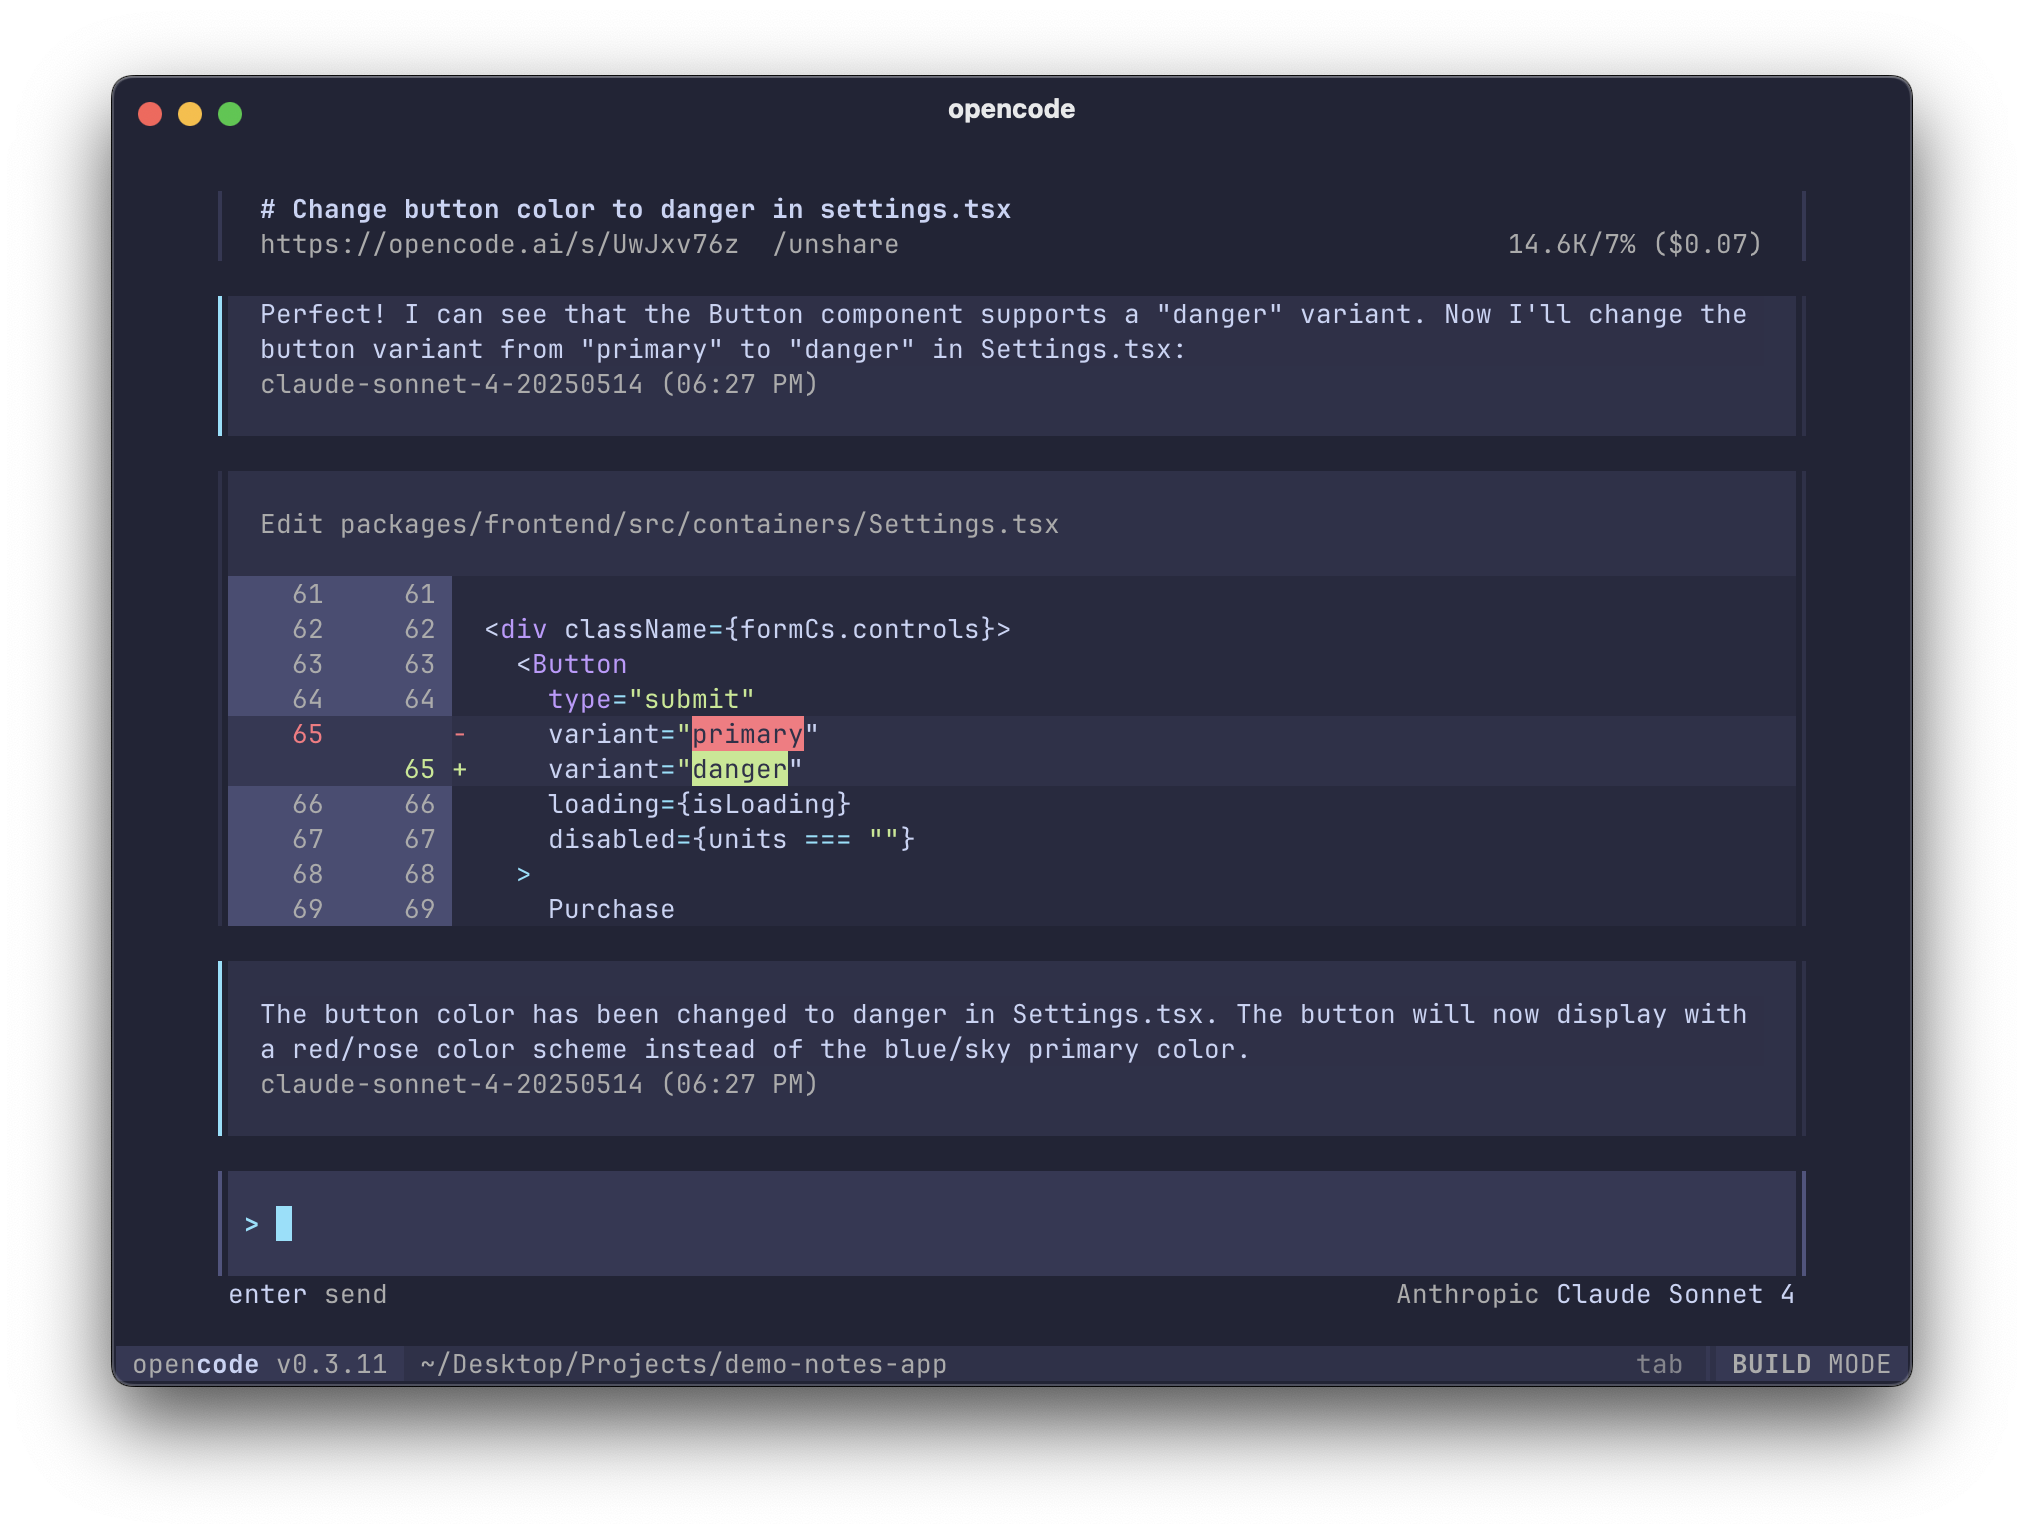 opencode
# Change button color to danger in settings.tsx
https://opencode.ai/s/UwJxv76z  /unshare 14.6K/7% ($0.07)
Perfect! I can see that the Button component supports a "danger" variant. Now I'll change the
button variant from "primary" to "danger" in Settings.tsx:
claude-sonnet-4-20250514 (06:27 PM)
Edit packages/frontend/src/containers/Settings.tsx
61 61
62 62 <div className={formCs.controls}>
63 63 <Button
64 64 type="submit"
65 - variant="primary"
65 + variant="danger"
66 66 loading={isLoading}
67 67 disabled={units === ""}
68 68 >
69 69 Purchase
The button color has been changed to danger in Settings.tsx. The button will now display with
a red/rose color scheme instead of the blue/sky primary color.
claude-sonnet-4-20250514 (06:27 PM)
>
enter send Anthropic Claude Sonnet 4
opencode v0.3.11 ~/Desktop/Projects/demo-notes-app tab BUILD MODE